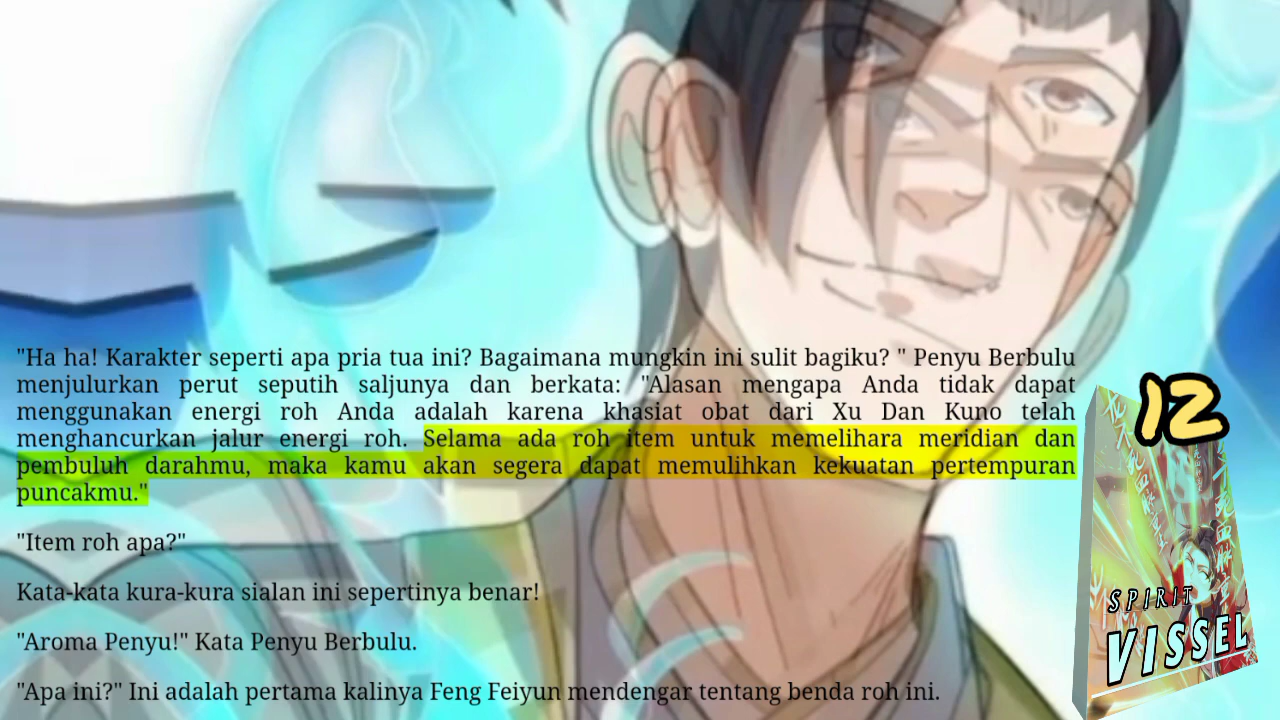 "Ha ha! Karakter seperti apa pria tua ini? Bagaimana mungkin ini sulit bagiku? " Penyu Berbulu
menjulurkan perut seputih saljunya dan berkata: "Alasan mengapa Anda tidak dapat
menggunakan energi roh Anda adalah karena khasiat obat dari Xu Dan Kuno telah
menghancurkan jalur energi roh. Selama ada roh item untuk memelihara meridian dan
pembuluh darahmu, maka kamu akan segera dapat memulihkan kekuatan pertempuran
puncakmu."
"Item roh apa?"
Kata-kata kura-kura sialan ini sepertinya benar!
"Aroma Penyu!" Kata Penyu Berbulu.
"Apa ini?" Ini adalah pertama kalinya Feng Feiyun mendengar tentang benda roh ini.
12
SPIRIT
VISSEL